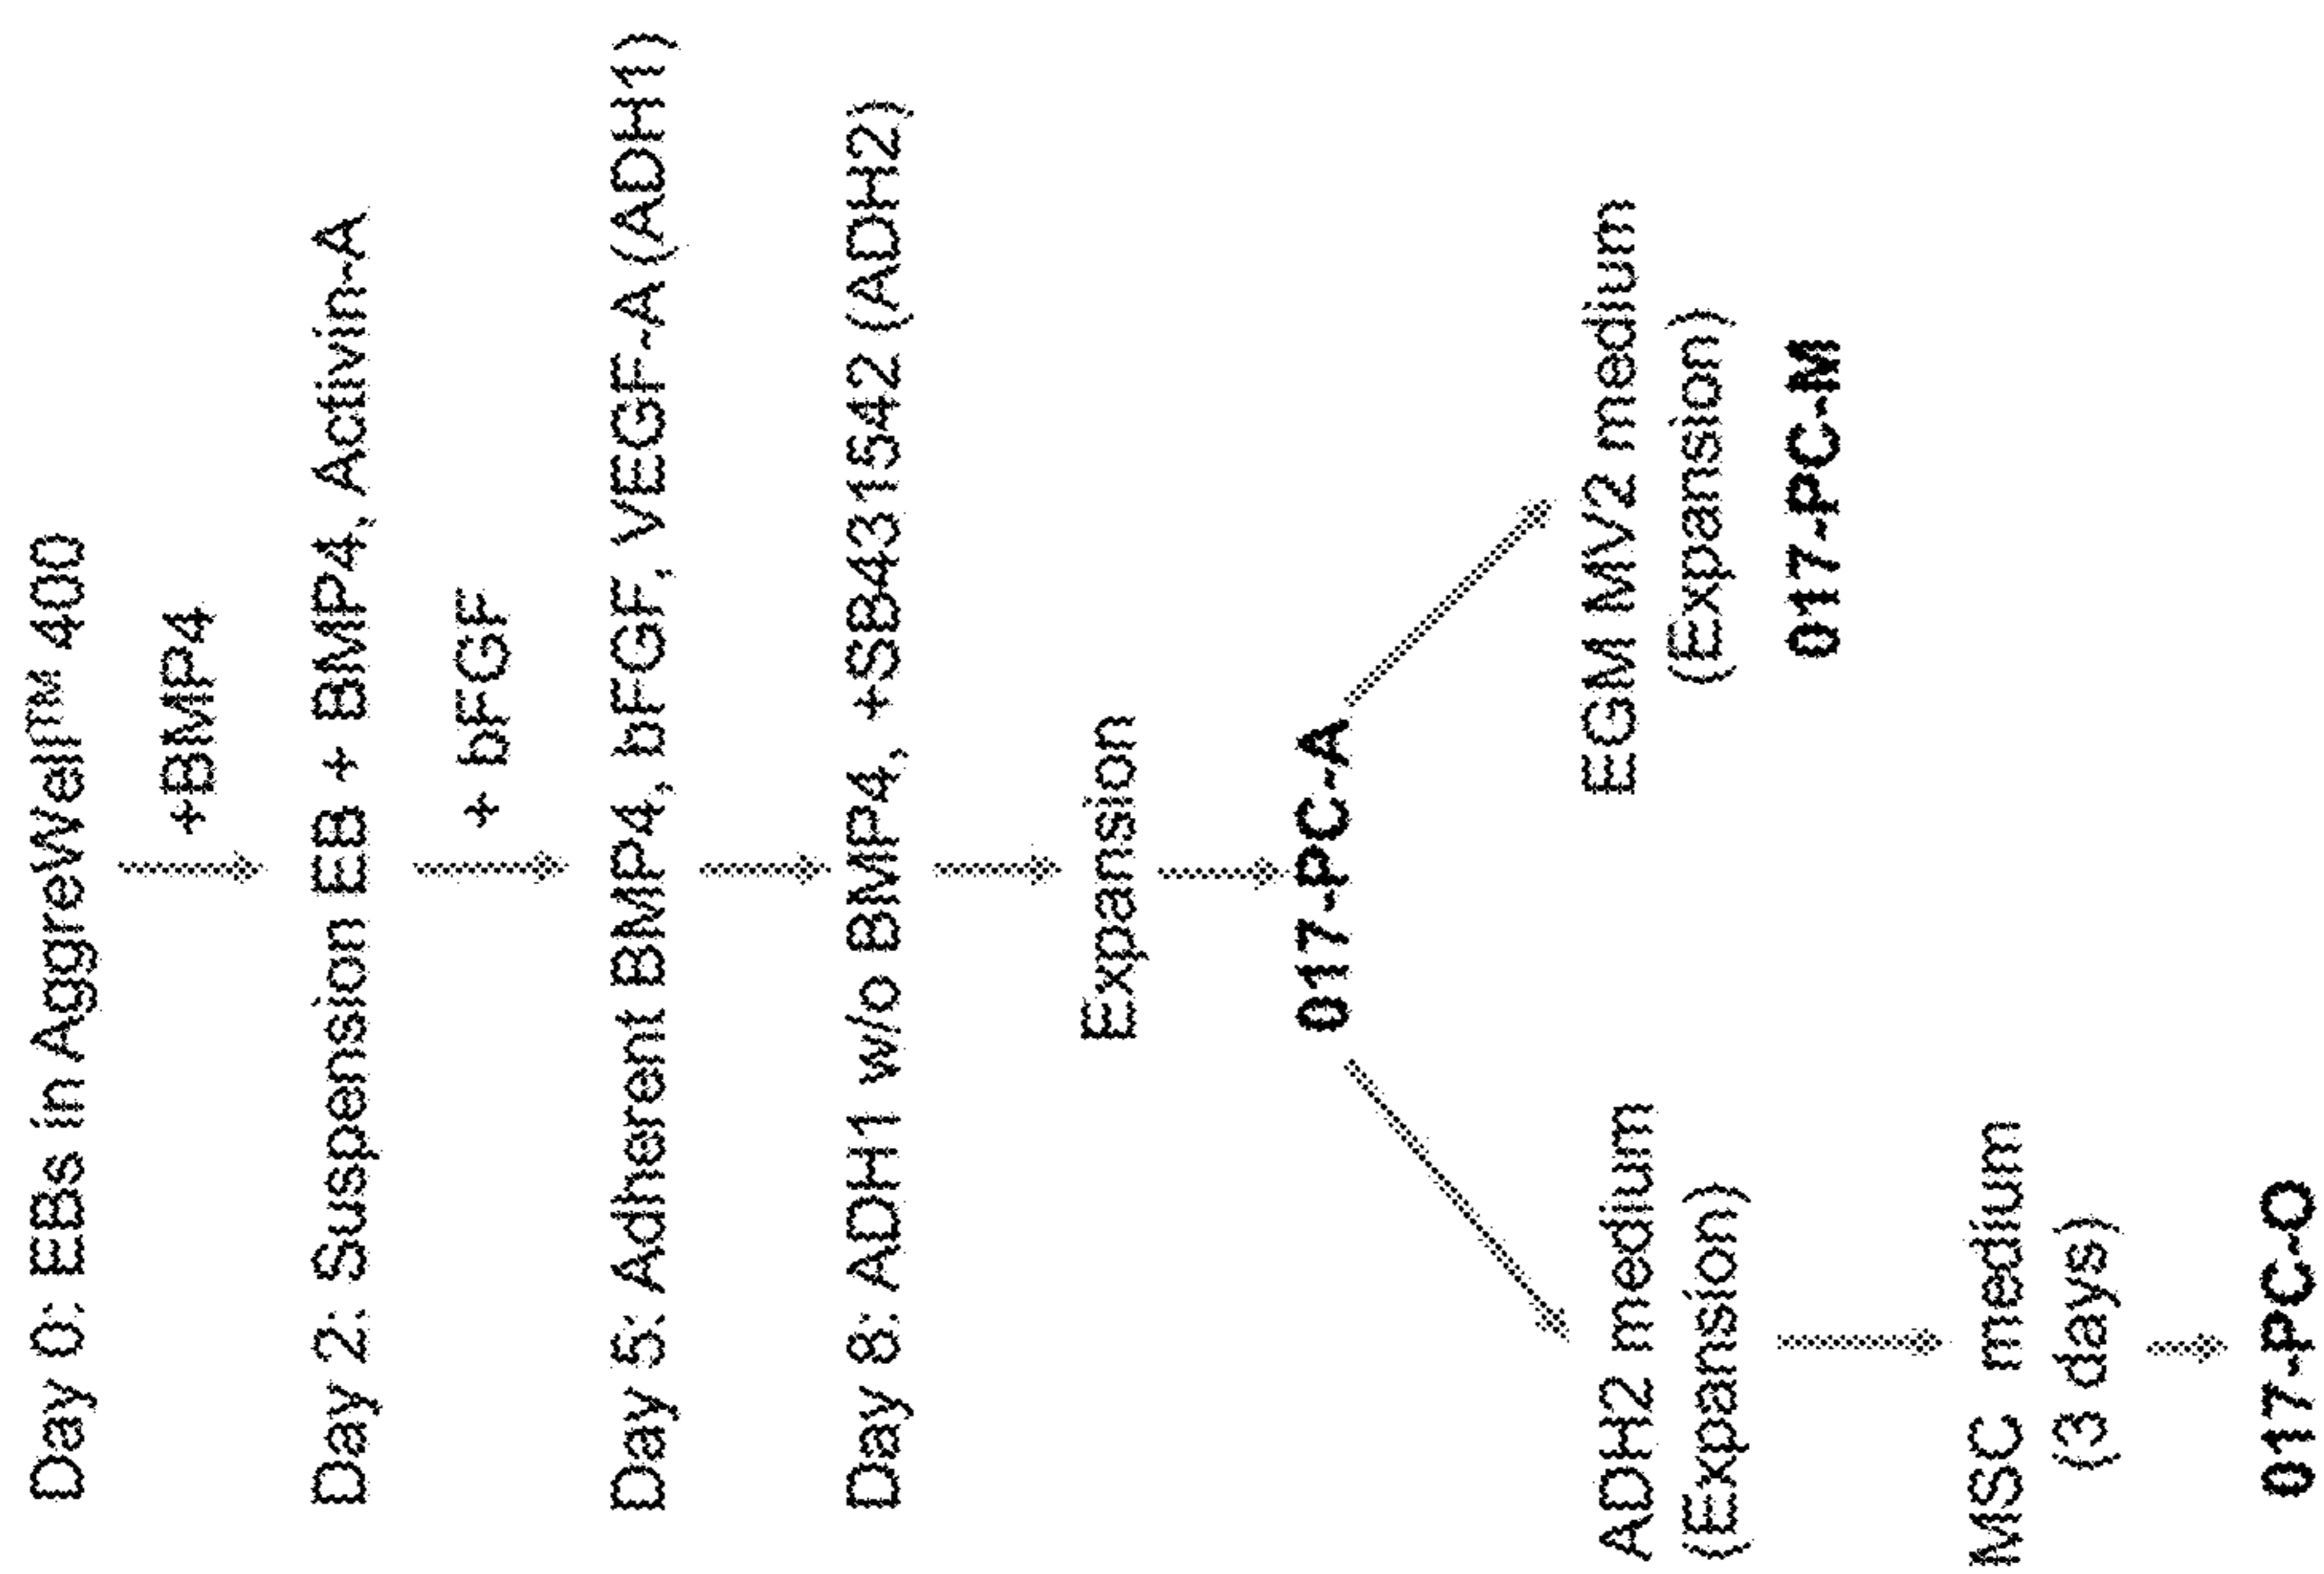 Day 0: EBs in AggreWell™ 400
+BMP4
Day 2: Suspension EB + BMP4, Activin-A
+ bFGF
Day 5: Adherent BMP4, bFGF, VEGF-A (ADH1)
Day 8: ADH1 w/o BMP4, +SB431542 (ADH2)
Expansion
017-PC-A
ADH2 medium
(Expansion)
MSC medium
(3 days)
017-PC-O
EGM MV2 medium
(Expansion)
017-PC-M